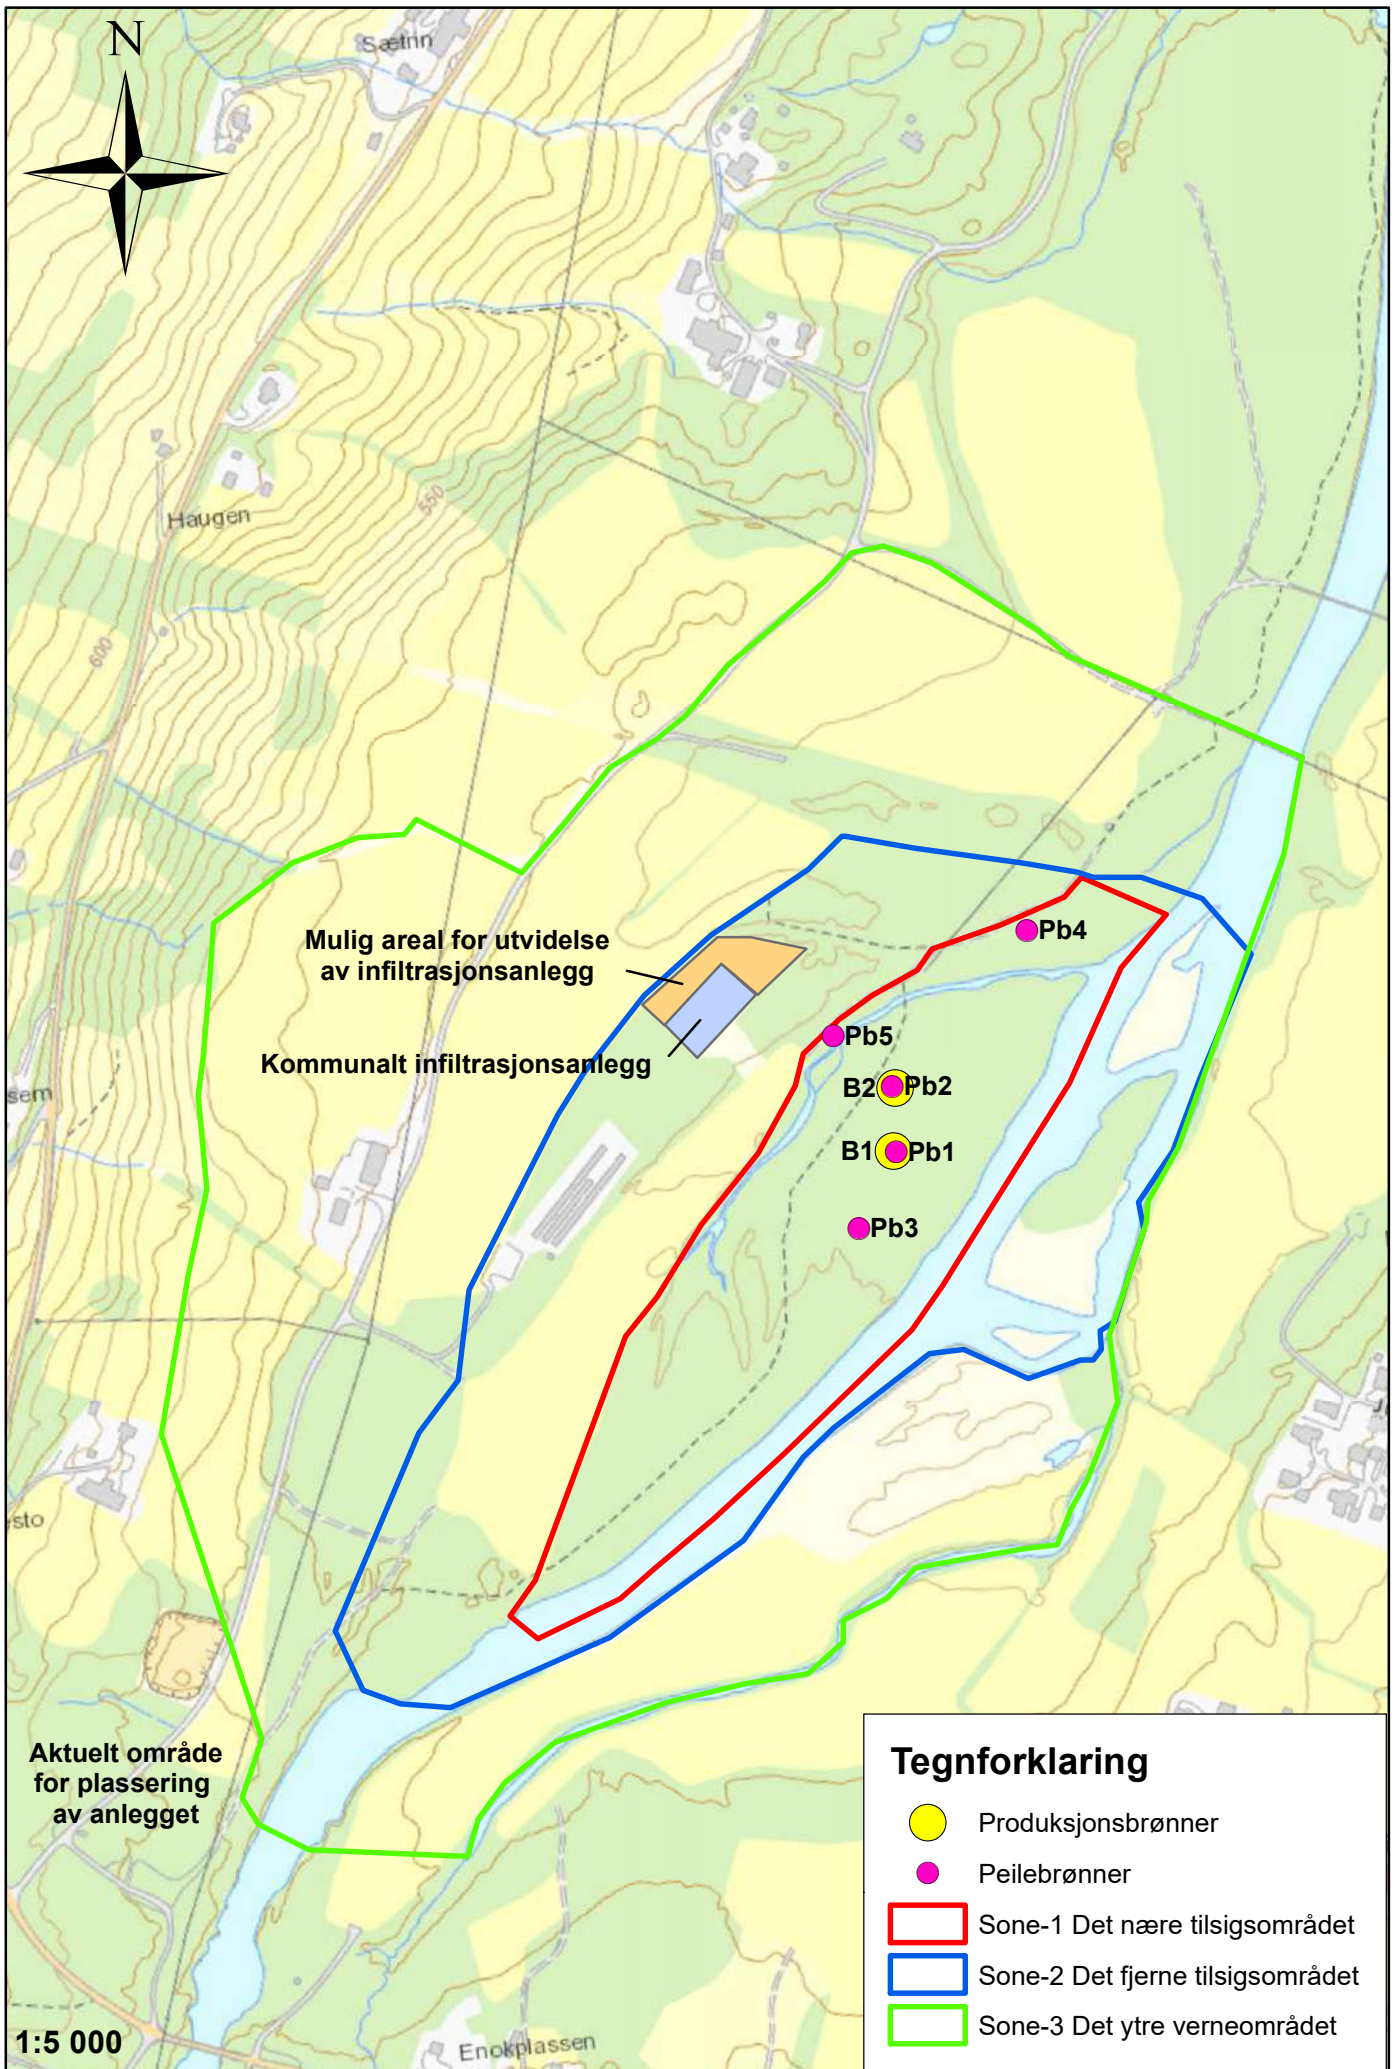 N
Sætrin
Haugen
550
600
Mulig areal for utvidelse
av infiltrasjonsanlegg
Kommunalt infiltrasjonsanlegg
Pb4
Pb5
B2
Pb2
B1
Pb1
Pb3
sem
sto
Aktuelt område
for plassering
av anlegget
Tegnforklaring
Produksjonsbrønner
Peilebrønner
Sone-1 Det nære tilsigsområdet
Sone-2 Det fjerne tilsigsområdet
Sone-3 Det ytre verneområdet
1:5 000
Enokplassen